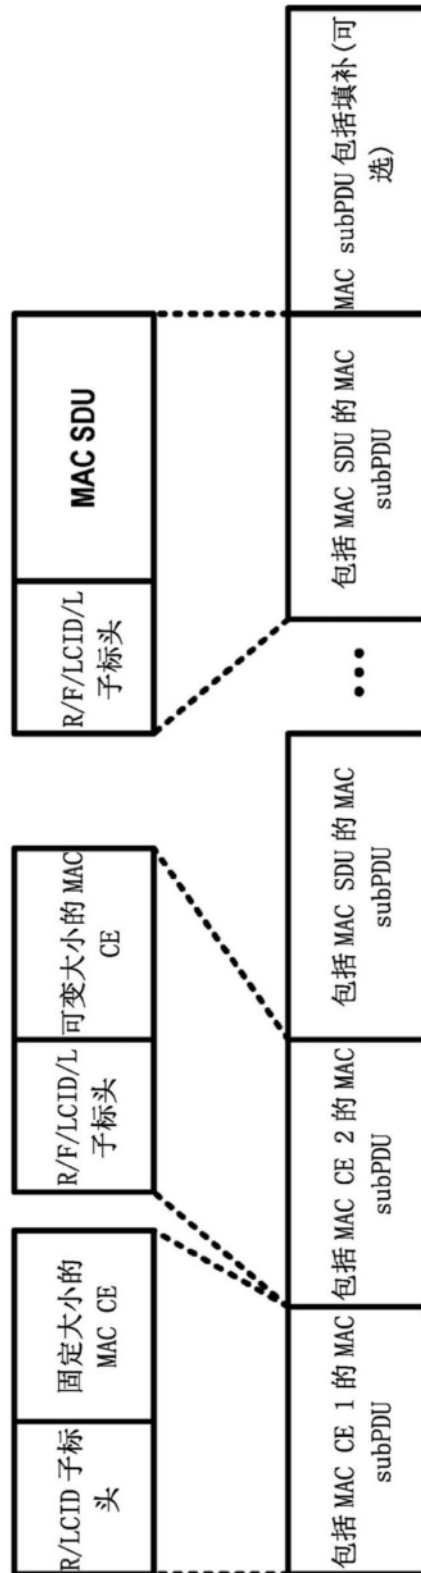 R/LCID 子标
头
固定大小的
MAC CE
R/F/LCID/L
子标头
可变大小的 MAC
CE
R/F/LCID/L
子标头
MAC SDU
包括 MAC CE 1 的 MAC
subPDU
包括 MAC CE 2 的 MAC
subPDU
包括 MAC SDU 的 MAC
subPDU
...
包括 MAC SDU 的 MAC
subPDU
MAC subPDU 包括填补(可
选)